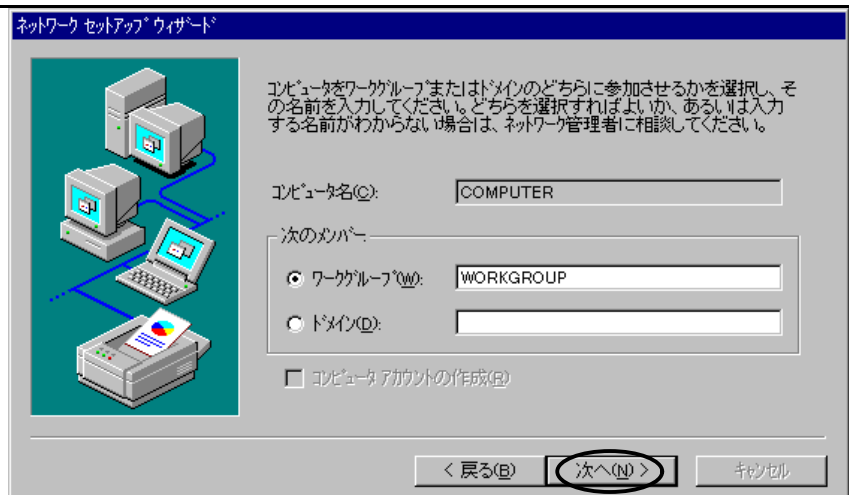 ネットワーク セットアップ ウィザード
コンピュータをワークグループまたはドメインのどちらに参加させるかを選択し、そ
の名前を入力してください。どちらを選択すればよいか、あるいは入力
する名前がわからない場合は、ネットワーク管理者に相談してください。
コンピュータ名(C): COMPUTER
次のメンバー:
ワークグループ(W): WORKGROUP
ドメイン(D):
コンピュータ アカウントの作成(R)
< 戻る(B) 次へ(N) > キャンセル